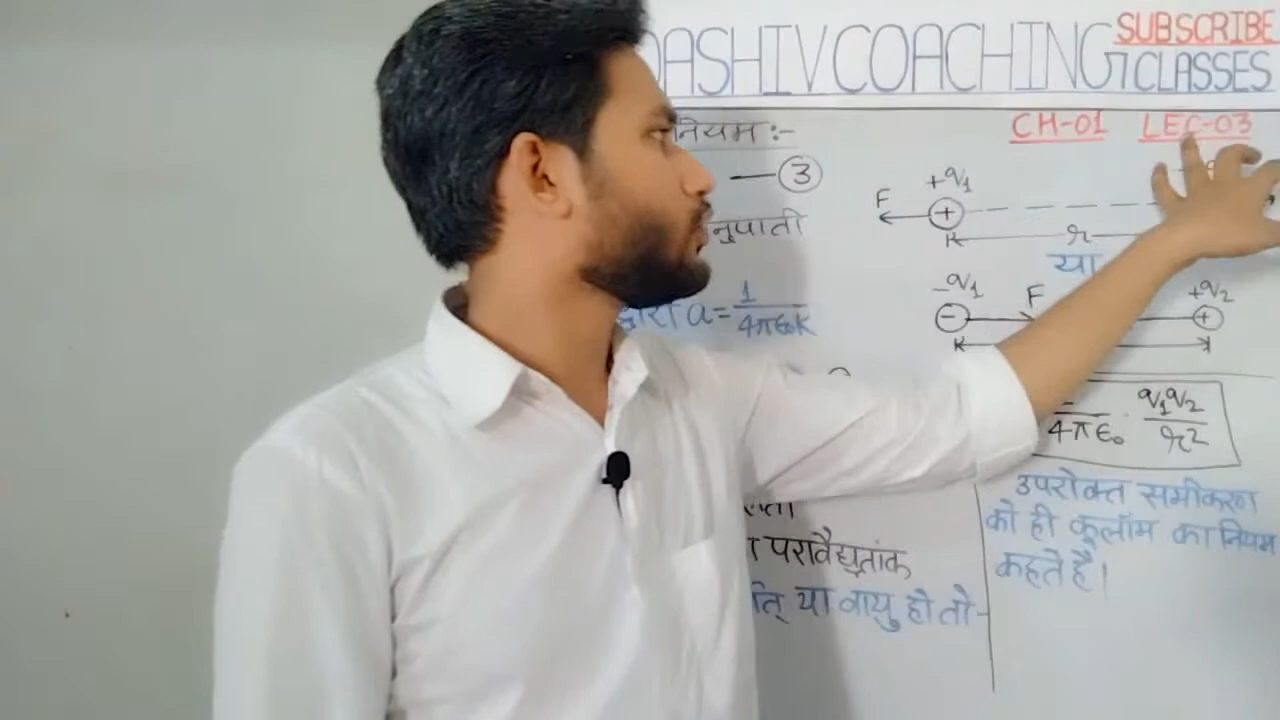 DASHIV COACHING CLASSES
SUBSCRIBE
CH-01 LEC-03
नियम :-
— 3
नुपाती
द्वारा a = 1/4πϵ₀K
परावैद्युतांक
या वायु हो तो -
F +q₁
+
r
या
-q₁ F +q₂
- +
4πϵ₀ · q₁q₂/r²
उपरोक्त समीकरण
को ही कूलॉम का नियम
कहते है।